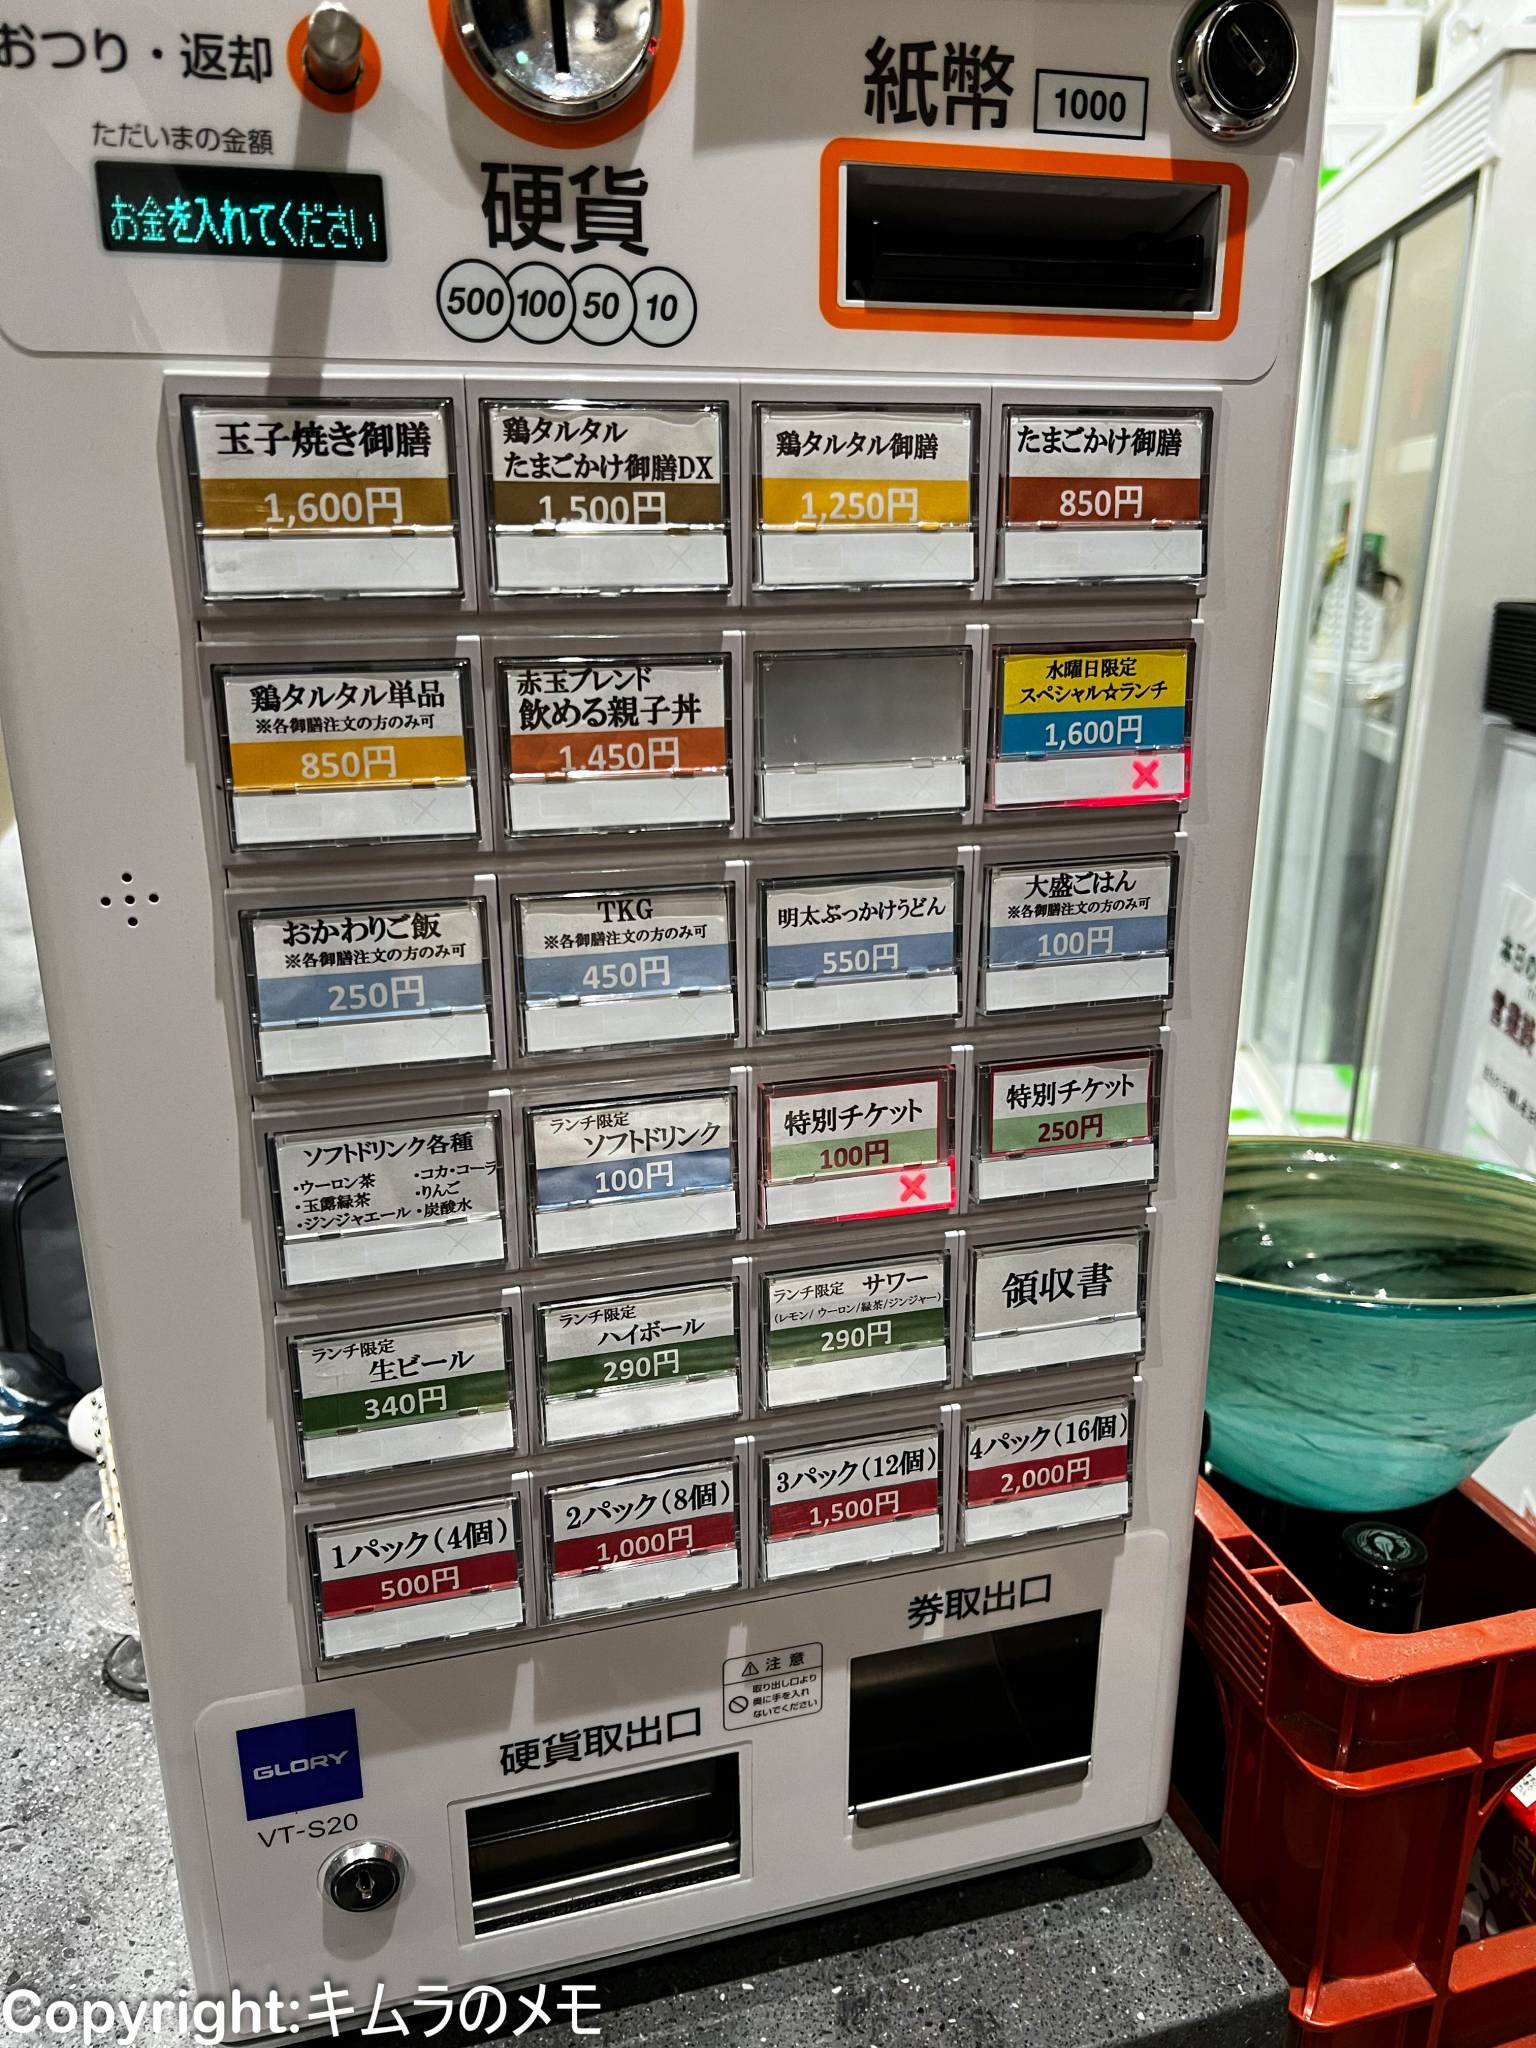 おつり・返却
ただいまの金額
お金を入れてください
硬貨
500 100 50 10
紙幣
1000
玉子焼き御膳
1,600円
鶏タルタル
たまごかけ御膳DX
1,500円
鶏タルタル御膳
1,250円
たまごかけ御膳
850円
鶏タルタル単品
※各御膳注文の方のみ可
850円
赤玉ブレンド
飲める親子丼
1,450円
水曜日限定
スペシャル☆ランチ
1,600円
×
おかわりご飯
※各御膳注文の方のみ可
250円
TKG
※各御膳注文の方のみ可
450円
明太ぶっかけうどん
550円
大盛ごはん
※各御膳注文の方のみ可
100円
ソフトドリンク各種
・ウーロン茶 ・コカ・コーラ
・玉露緑茶 ・りんご
・ジンジャエール ・炭酸水
ランチ限定
ソフトドリンク
100円
特別チケット
100円
×
特別チケット
250円
ランチ限定
生ビール
340円
ランチ限定
ハイボール
290円
ランチ限定 サワー
(レモン/ウーロン/緑茶/ジンジャー)
290円
領収書
1パック(4個)
500円
2パック(8個)
1,000円
3パック(12個)
1,500円
4パック(16個)
2,000円
券取出口
注意
取り出し口より
奥に手を入れ
ないでください
硬貨取出口
GLORY
VT-S20
Copyright:キムラのメモ